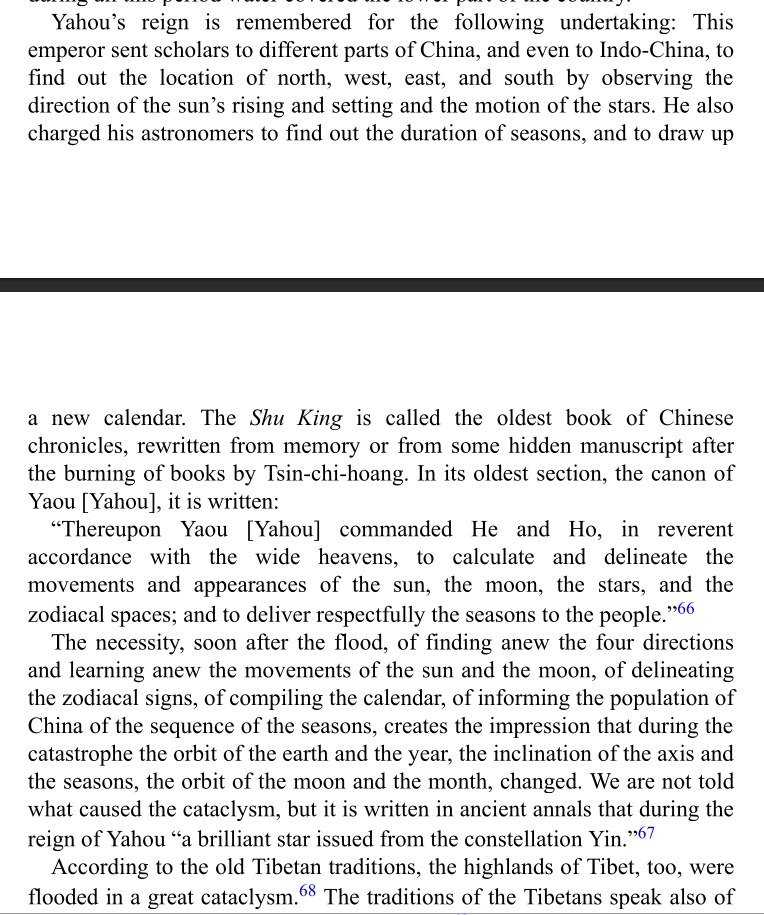 during all this period water covered the lower part of the country.
Yahou’s reign is remembered for the following undertaking: This
emperor sent scholars to different parts of China, and even to Indo-China, to
find out the location of north, west, east, and south by observing the
direction of the sun’s rising and setting and the motion of the stars. He also
charged his astronomers to find out the duration of seasons, and to draw up
a new calendar. The Shu King is called the oldest book of Chinese
chronicles, rewritten from memory or from some hidden manuscript after
the burning of books by Tsin-chi-hoang. In its oldest section, the canon of
Yaou [Yahou], it is written:
“Thereupon Yaou [Yahou] commanded He and Ho, in reverent
accordance with the wide heavens, to calculate and delineate the
movements and appearances of the sun, the moon, the stars, and the
zodiacal spaces; and to deliver respectfully the seasons to the people.”66
The necessity, soon after the flood, of finding anew the four directions
and learning anew the movements of the sun and the moon, of delineating
the zodiacal signs, of compiling the calendar, of informing the population of
China of the sequence of the seasons, creates the impression that during the
catastrophe the orbit of the earth and the year, the inclination of the axis and
the seasons, the orbit of the moon and the month, changed. We are not told
what caused the cataclysm, but it is written in ancient annals that during the
reign of Yahou “a brilliant star issued from the constellation Yin.”67
According to the old Tibetan traditions, the highlands of Tibet, too, were
flooded in a great cataclysm.68 The traditions of the Tibetans speak also of